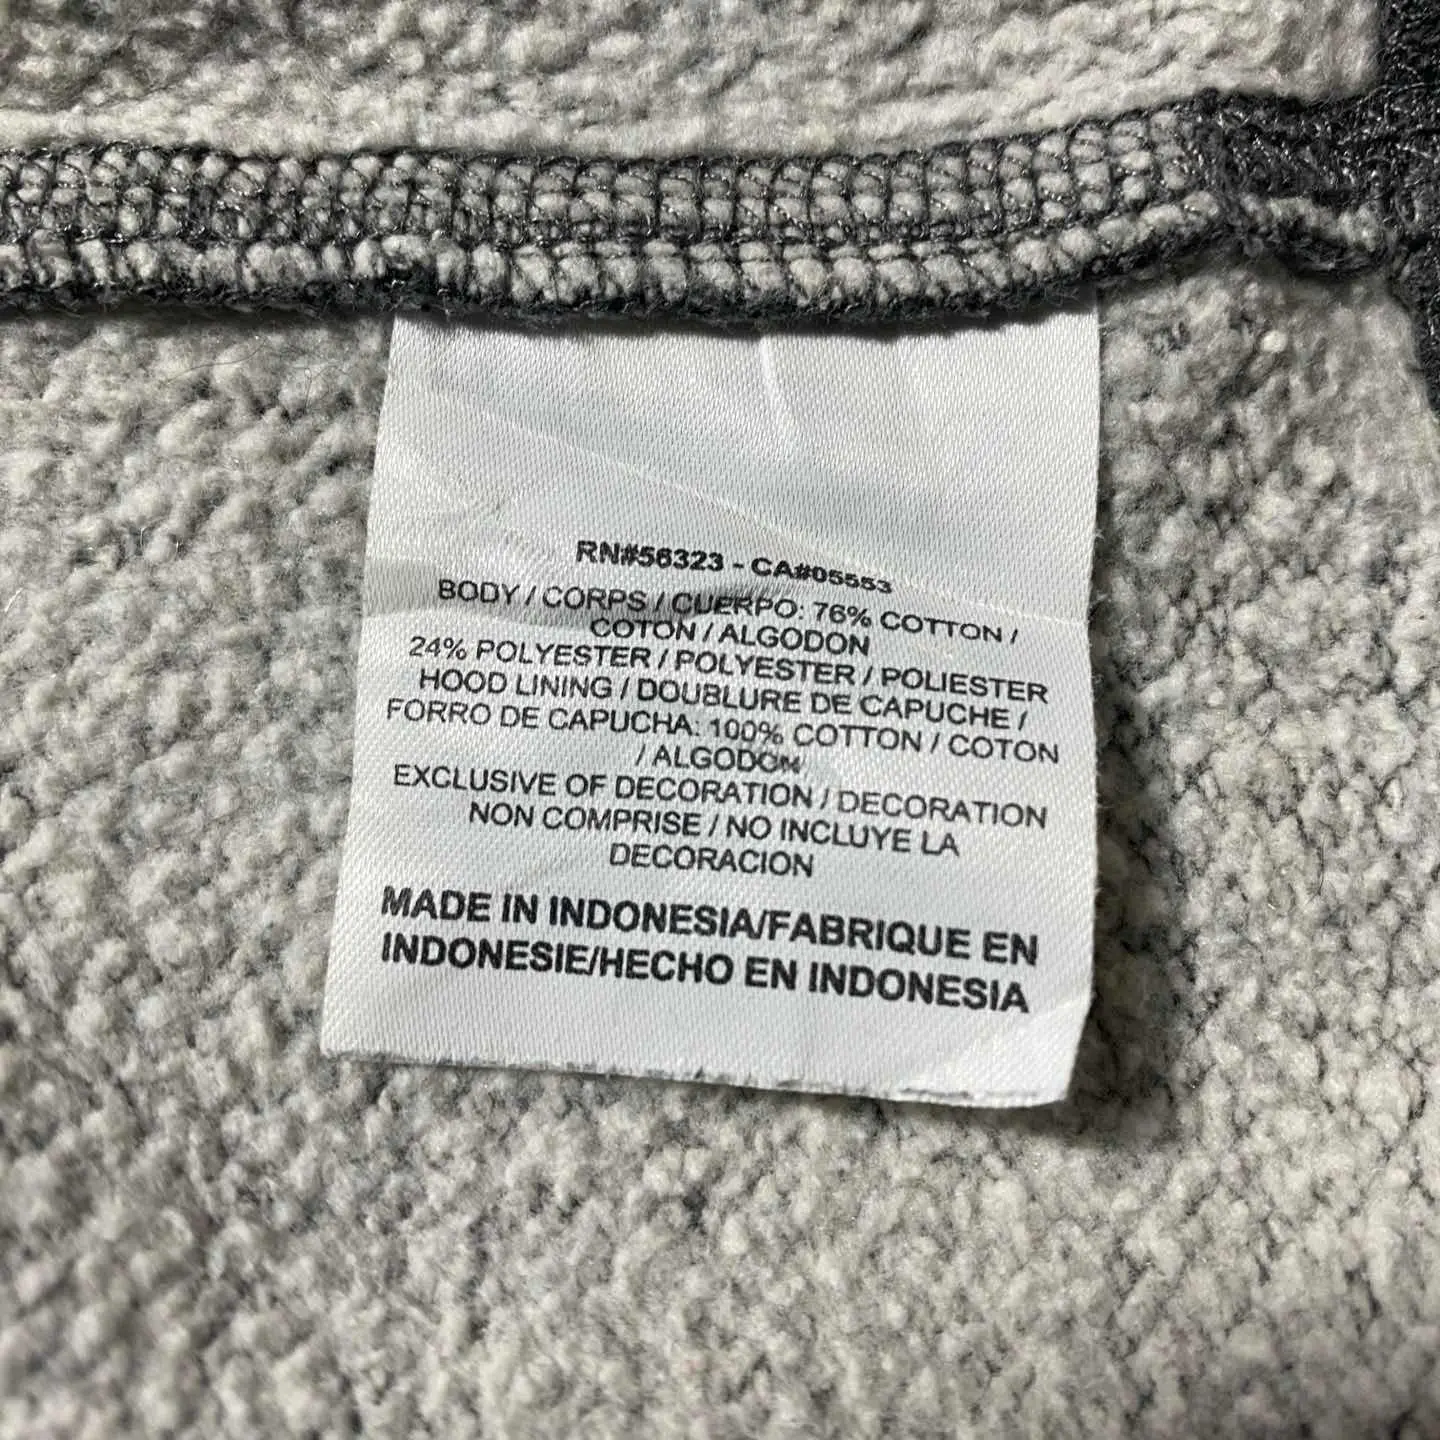 RN#56323 - CA#05553
BODY / CORPS / CUERPO: 76% COTTON /
COTON / ALGODON
24% POLYESTER / POLYESTER / POLIESTER
HOOD LINING / DOUBLURE DE CAPUCHE /
FORRO DE CAPUCHA: 100% COTTON / COTON
/ ALGODON
EXCLUSIVE OF DECORATION / DECORATION
NON COMPRISE / NO INCLUYE LA
DECORACION
MADE IN INDONESIA/FABRIQUE EN
INDONESIE/HECHO EN INDONESIA